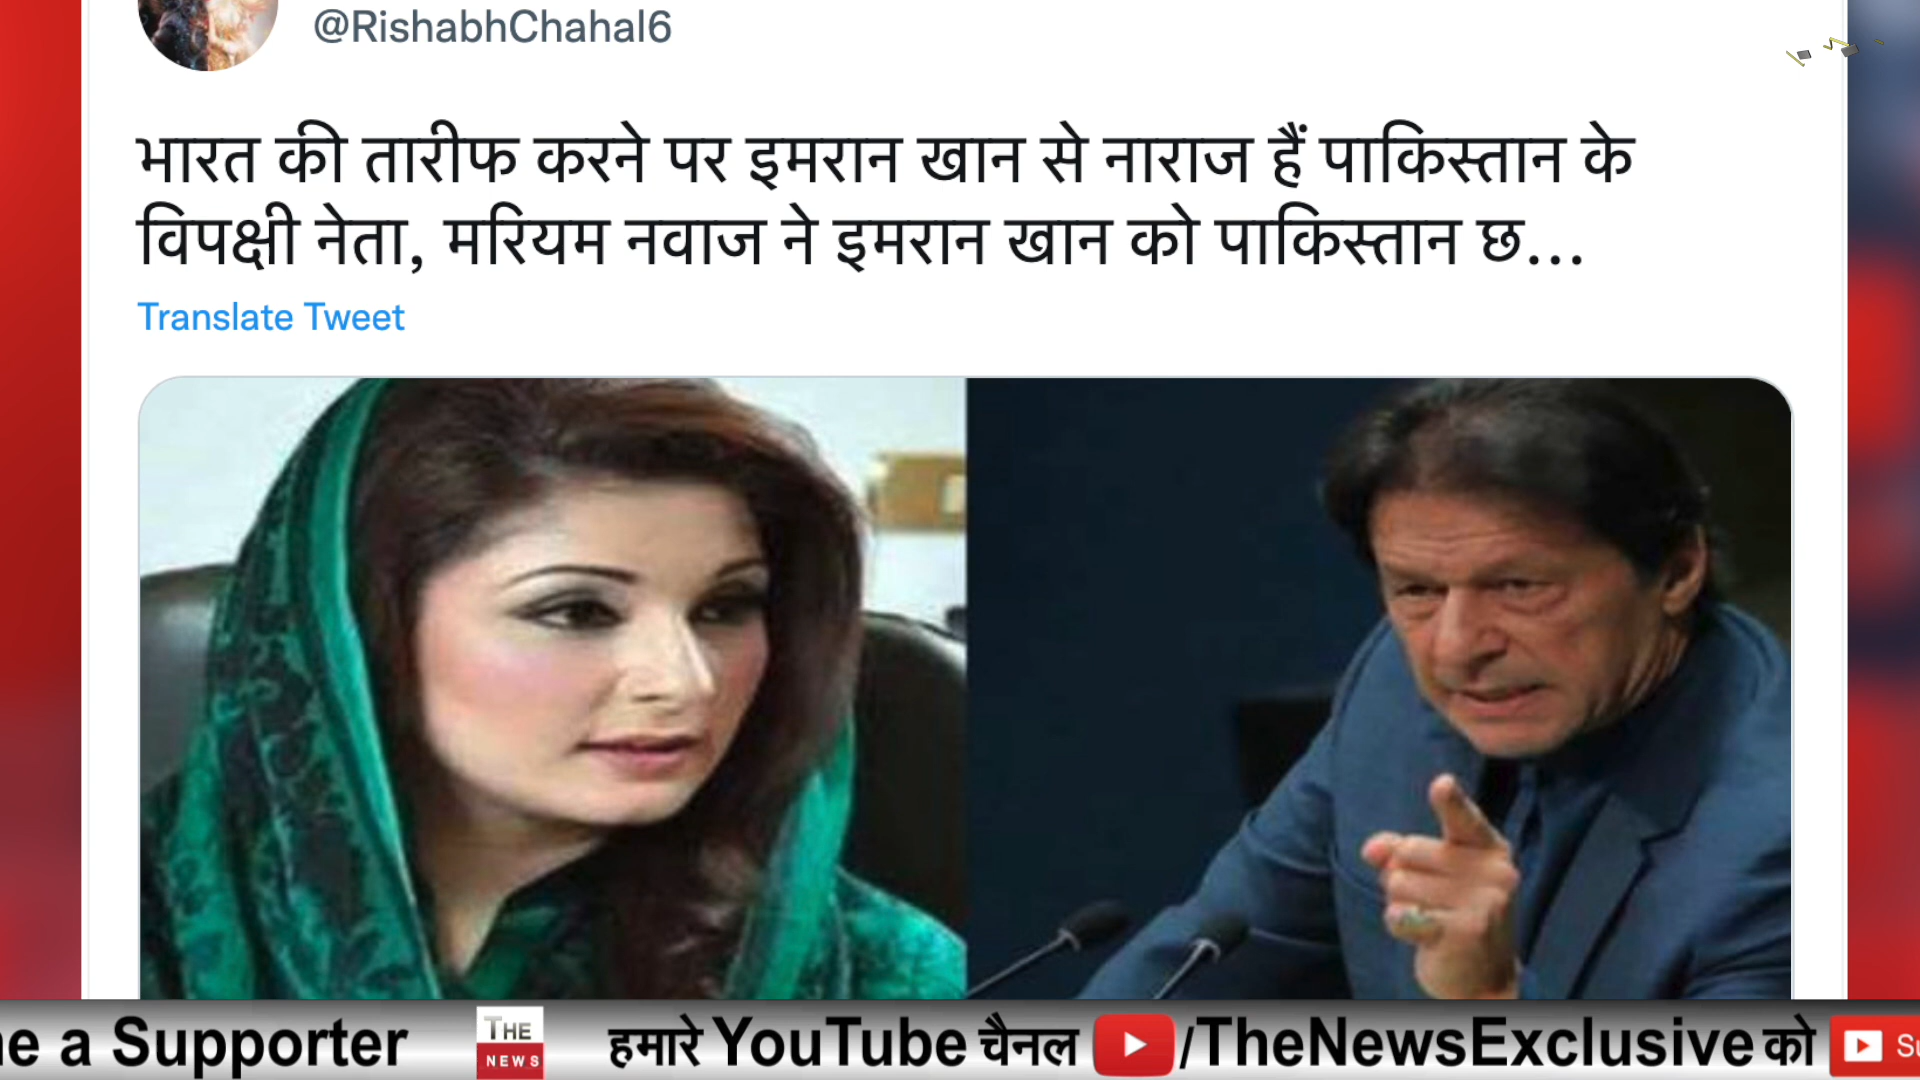 @RishabhChahal6
भारत की तारीफ करने पर इमरान खान से नाराज हैं पाकिस्तान के
विपक्षी नेता, मरियम नवाज ने इमरान खान को पाकिस्तान छ...
Translate Tweet
a Supporter THE NEWS हमारे YouTube चैनल /TheNewsExclusive को